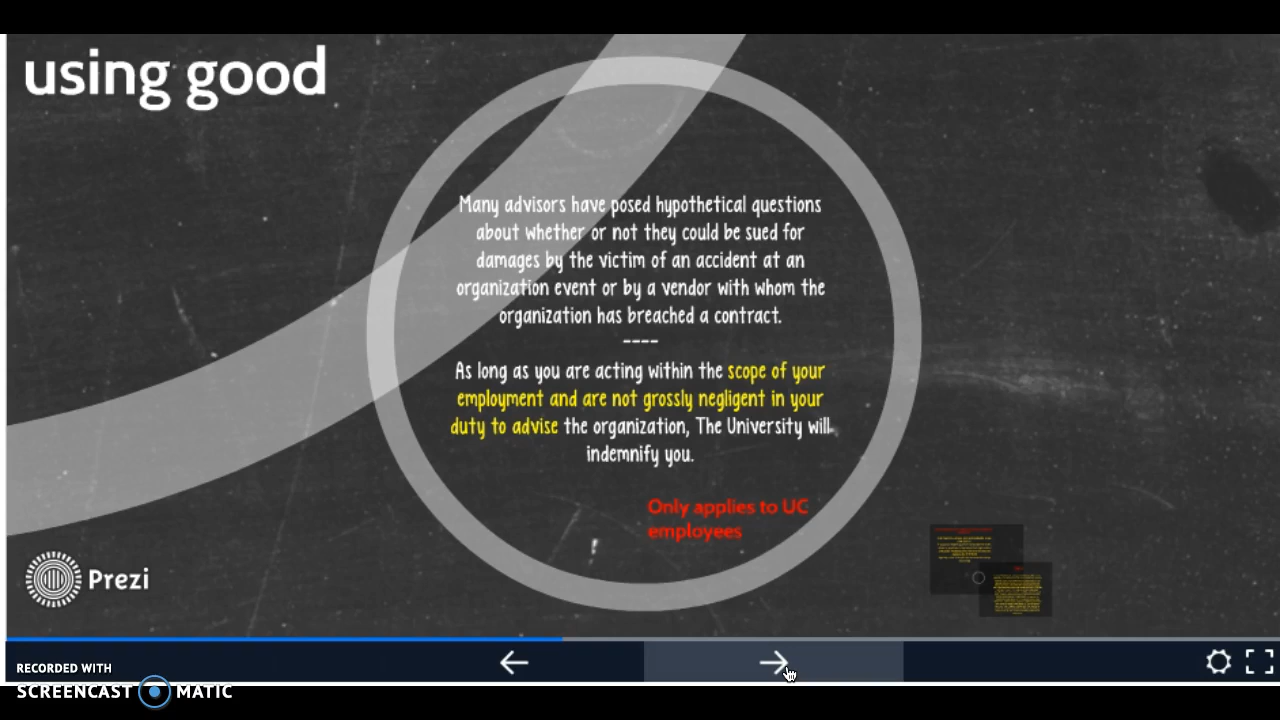 using good
Many advisors have posed hypothetical questions
about whether or not they could be sued for
damages by the victim of an accident at an
organization event or by a vendor with whom the
organization has breached a contract.
----
As long as you are acting within the scope of your
employment and are not grossly negligent in your
duty to advise the organization, The University will
indemnify you.
Only applies to UC
employees
Prezi
RECORDED WITH
SCREENCAST MATIC